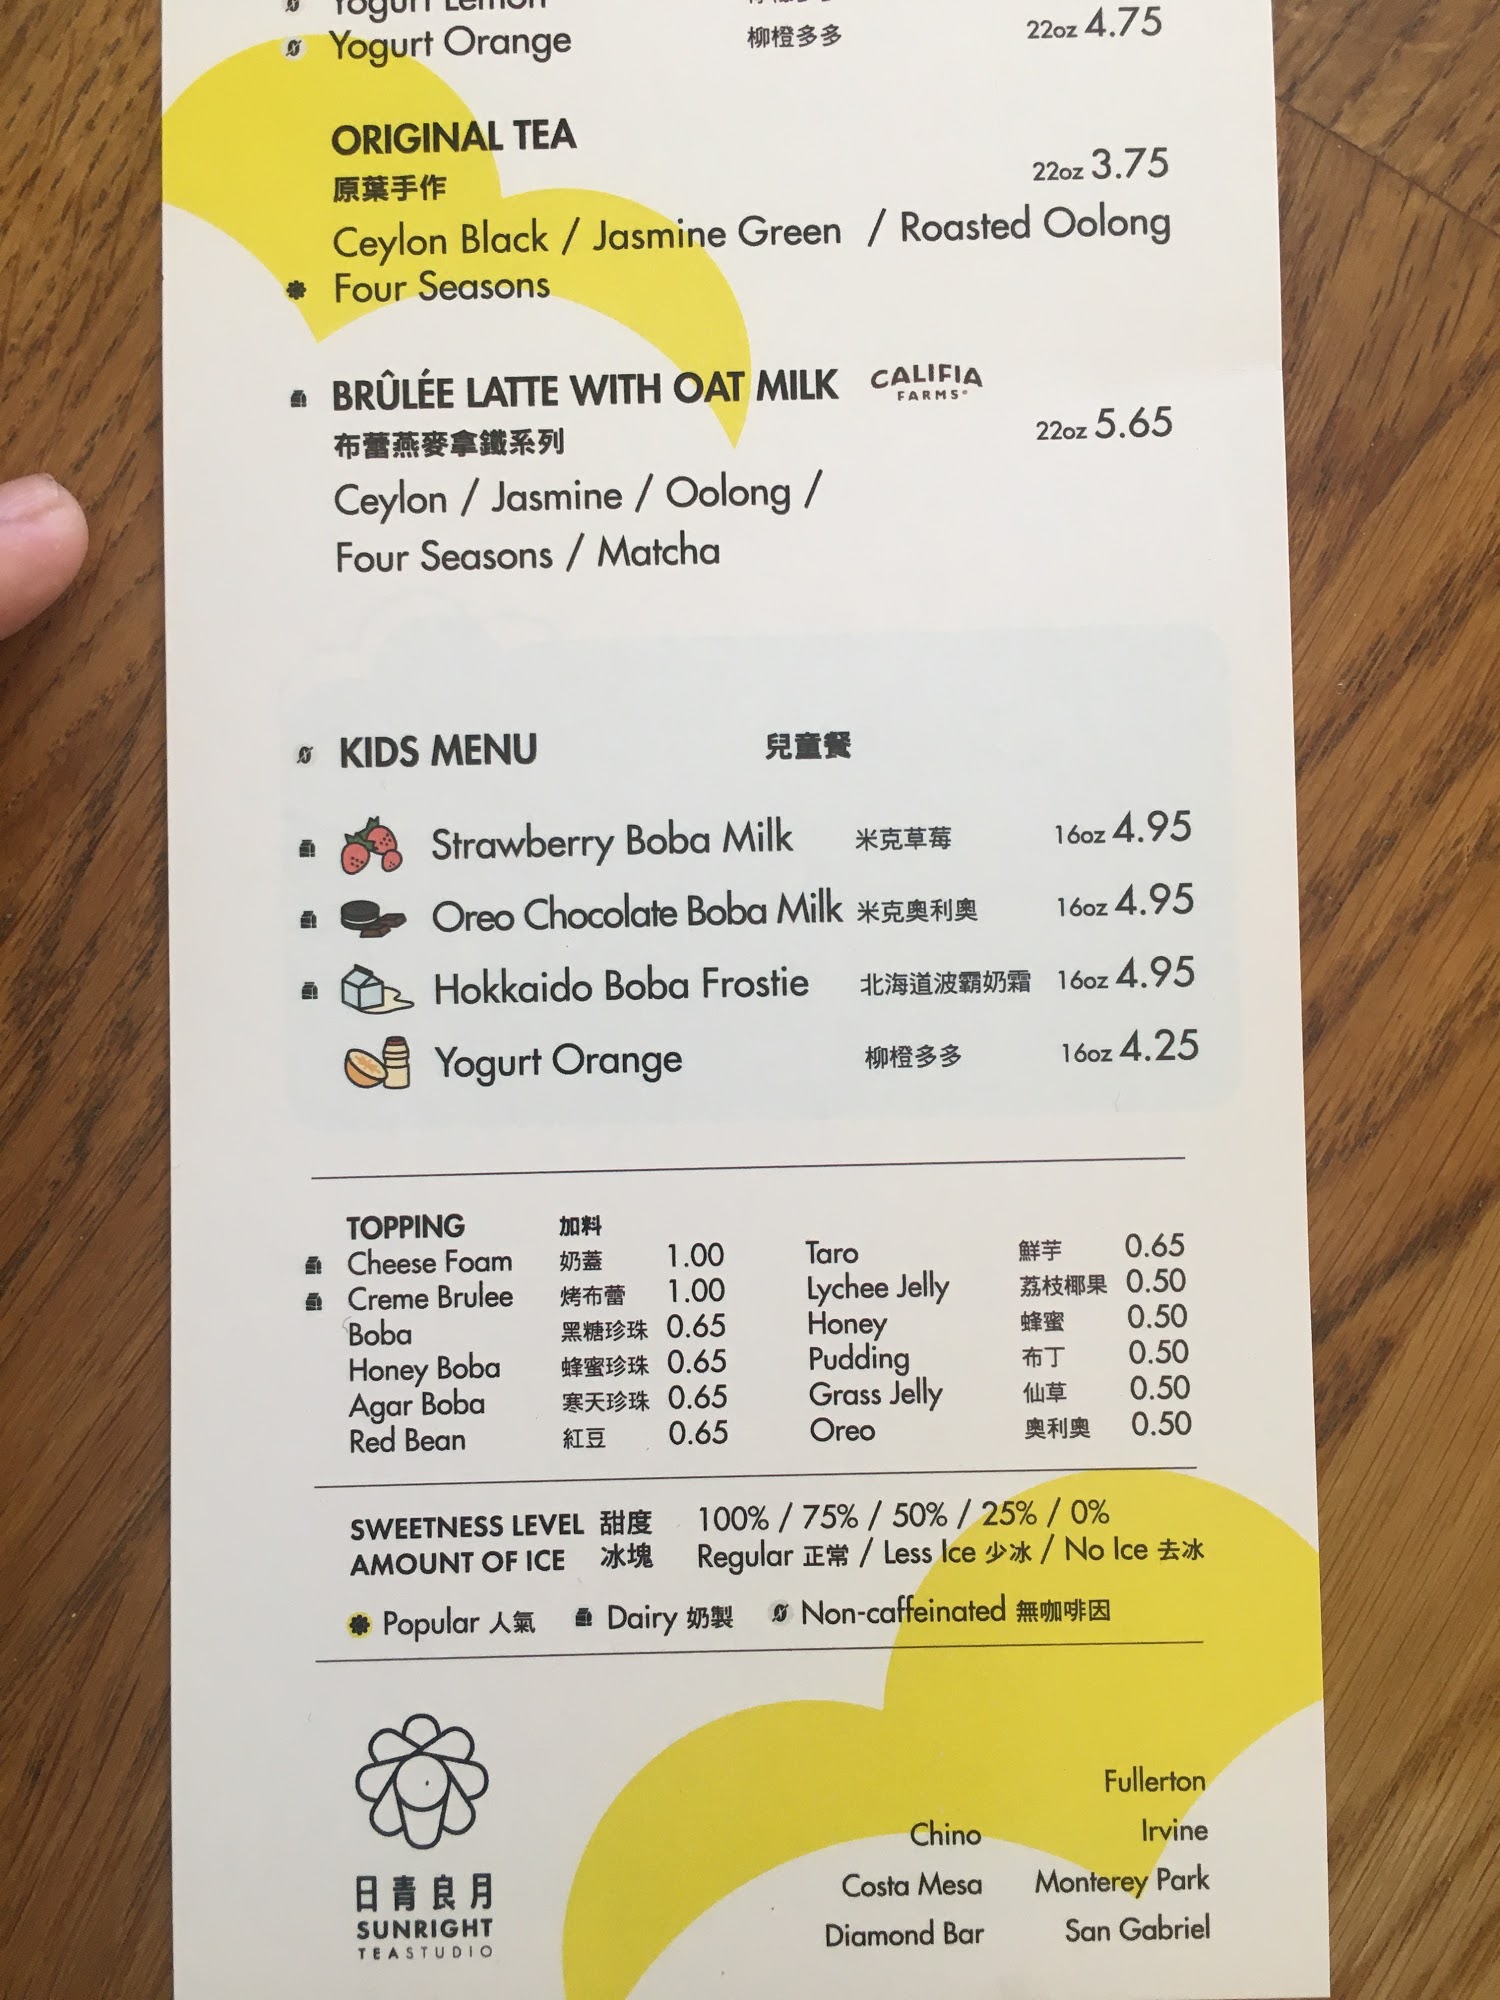 Yogurt Lemon
Yogurt Orange 柳橙多多 22oz 4.75
ORIGINAL TEA
原葉手作 22oz 3.75
Ceylon Black / Jasmine Green / Roasted Oolong
Four Seasons
BRÛLÉE LATTE WITH OAT MILK CALIFIA FARMS®
布蕾燕麥拿鐵系列 22oz 5.65
Ceylon / Jasmine / Oolong /
Four Seasons / Matcha
KIDS MENU 兒童餐
Strawberry Boba Milk 米克草莓 16oz 4.95
Oreo Chocolate Boba Milk 米克奧利奧 16oz 4.95
Hokkaido Boba Frostie 北海道波霸奶霜 16oz 4.95
Yogurt Orange 柳橙多多 16oz 4.25
TOPPING 加料
Cheese Foam 奶蓋 1.00
Creme Brulee 烤布蕾 1.00
Boba 黑糖珍珠 0.65
Honey Boba 蜂蜜珍珠 0.65
Agar Boba 寒天珍珠 0.65
Red Bean 紅豆 0.65
Taro 鮮芋 0.65
Lychee Jelly 荔枝椰果 0.50
Honey 蜂蜜 0.50
Pudding 布丁 0.50
Grass Jelly 仙草 0.50
Oreo 奧利奧 0.50
SWEETNESS LEVEL 甜度 100% / 75% / 50% / 25% / 0%
AMOUNT OF ICE 冰塊 Regular 正常 / Less Ice 少冰 / No Ice 去冰
Popular 人氣 Dairy 奶製 Non-caffeinated 無咖啡因
日青良月
SUNRIGHT
TEASTUDIO
Chino
Costa Mesa
Diamond Bar
Fullerton
Irvine
Monterey Park
San Gabriel